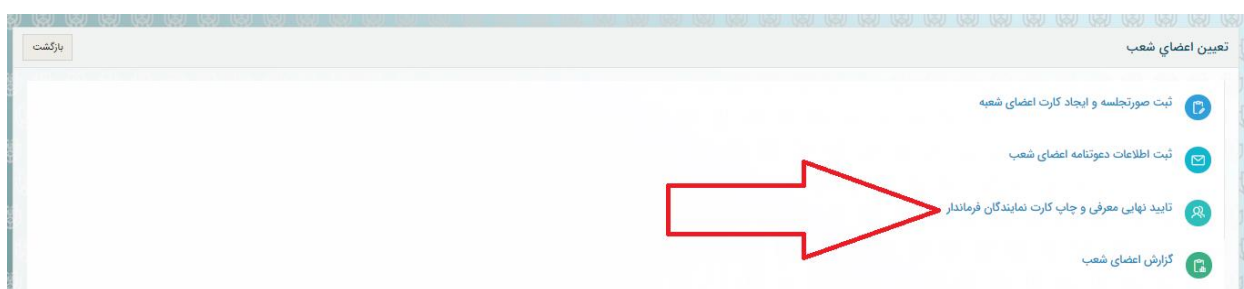 تعيين اعضاي شعب
بازگشت
ثبت صورتجلسه و ایجاد کارت اعضای شعبه
ثبت اطلاعات دعوتنامه اعضای شعب
تایید نهایی معرفی و چاپ کارت نمایندگان فرماندار
گزارش اعضای شعب